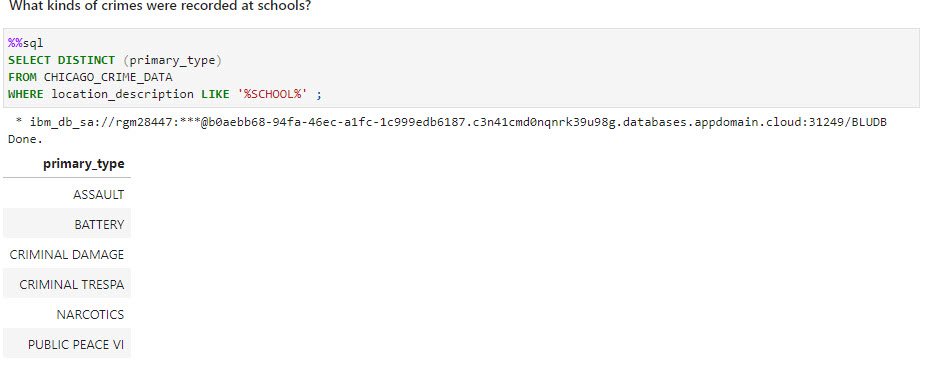 What kinds of crimes were recorded at schools?
%%sql
SELECT DISTINCT (primary_type)
FROM CHICAGO_CRIME_DATA
WHERE location_description LIKE '%SCHOOL%' ;
* ibm_db_sa://rgm28447:***@b0aebb68-94fa-46ec-a1fc-1c999edb6187.c3n41cmd0nqnrk39u98g.databases.appdomain.cloud:31249/BLUDB
Done.
primary_type
ASSAULT
BATTERY
CRIMINAL DAMAGE
CRIMINAL TRESPA
NARCOTICS
PUBLIC PEACE VI